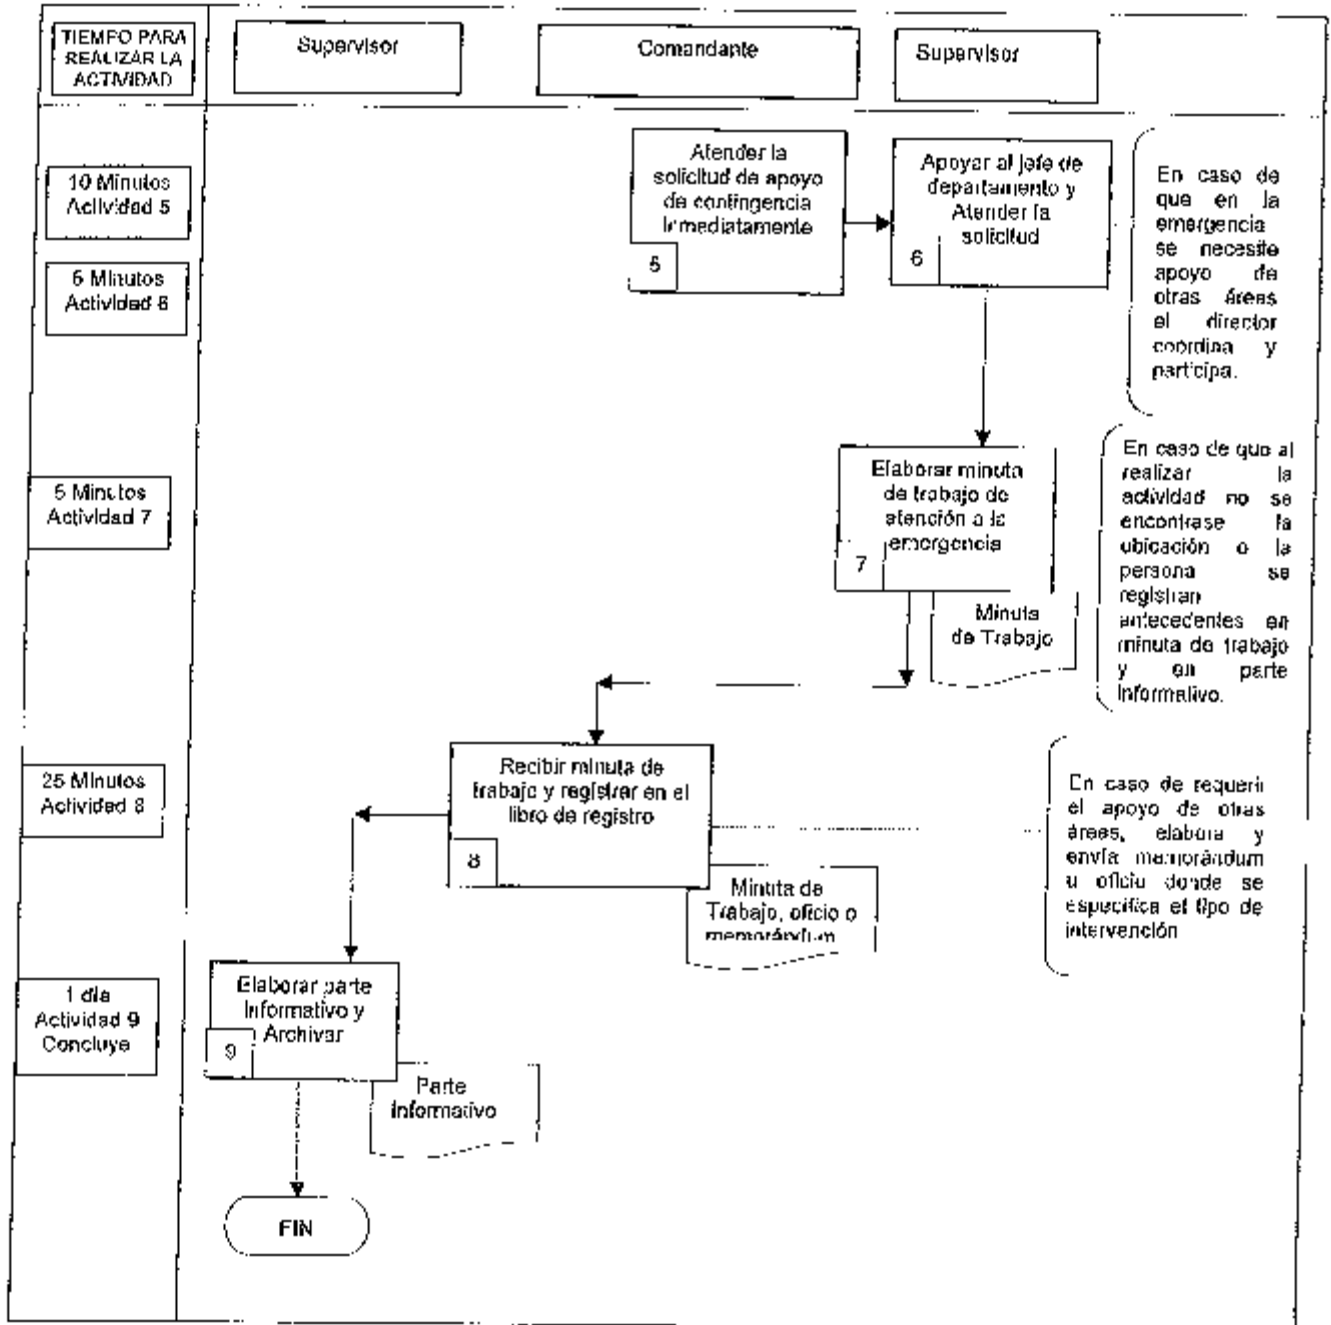 TIEMPO PARA
REALIZAR LA
ACTIVIDAD
Supervisor
Comandante
Supervisor
10 Minutos
Actividad 5
5 Minutos
Actividad 6
Atender la
solicitud de apoyo
de contingencia
Inmediatamente
5
Apoyar al jefe de
departamento y
Atender la
solicitud
6
En caso de
que en la
emergencia
se necesite
apoyo de
otras áreas
el director
coordina y
participa.
5 Minutos
Actividad 7
Elaborar minuta
de trabajo de
atención a la
emergencia
7
Minuta
de Trabajo
En caso de que al
realizar la
actividad no se
encontrase la
ubicación o la
persona se
registran
antecedentes en
minuta de trabajo
y en parte
Informativo.
25 Minutos
Actividad 8
Recibir minuta de
trabajo y registrar en el
libro de registro
8
Minuta de
Trabajo, oficio o
memorándum
En caso de requerir
el apoyo de otras
áreas, elabora y
envía memorándum
u oficio donde se
especifica el tipo de
intervención
1 día
Actividad 9
Concluye
Elaborar parte
Informativo y
Archivar
9
Parte
Informativo
FIN